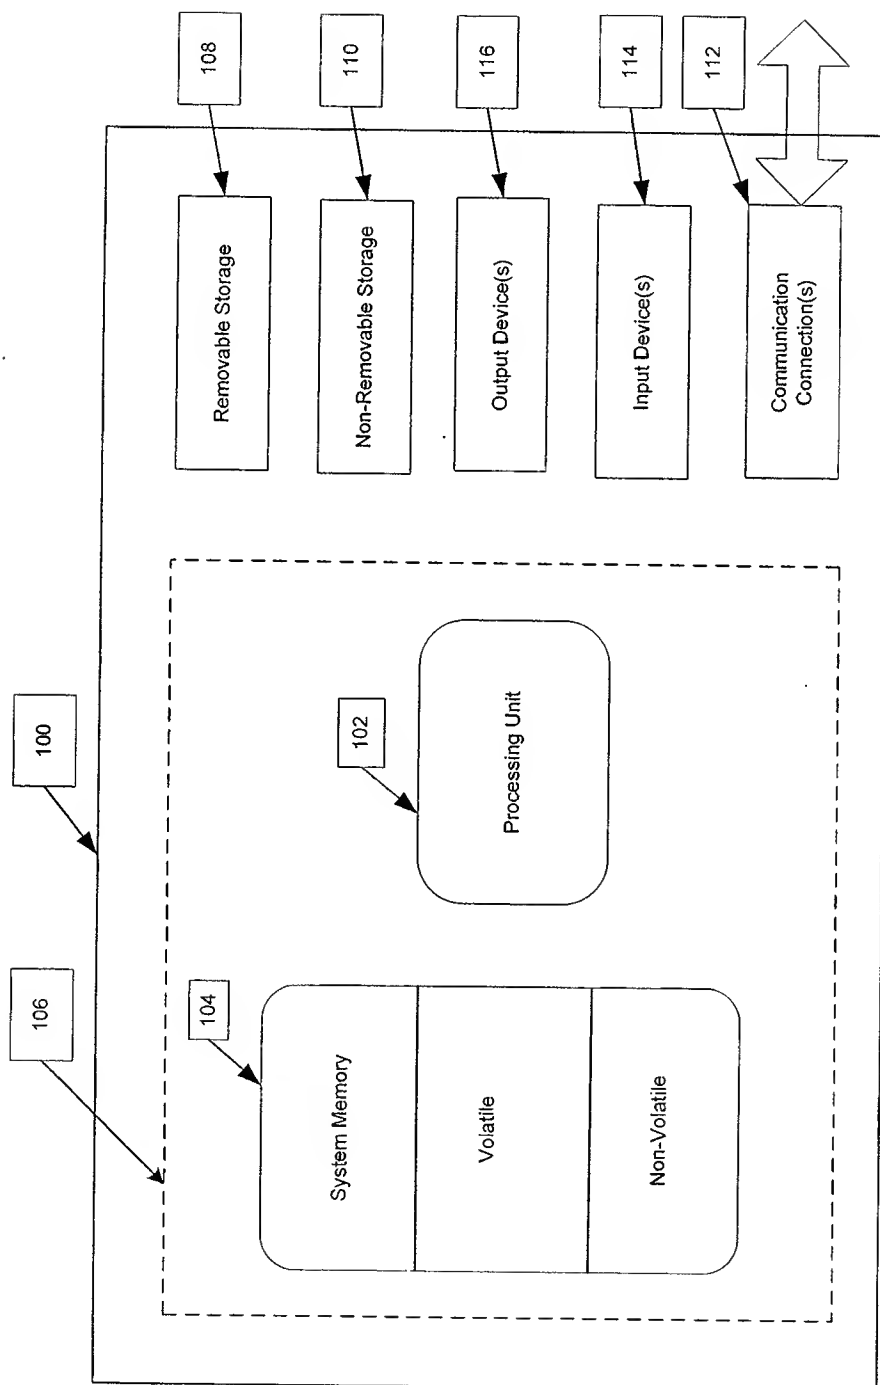 106
100
104
System Memory
Volatile
Non-Volatile
102
Processing Unit
108
Removable Storage
110
Non-Removable Storage
116
Output Device(s)
114
Input Device(s)
112
Communication
Connection(s)